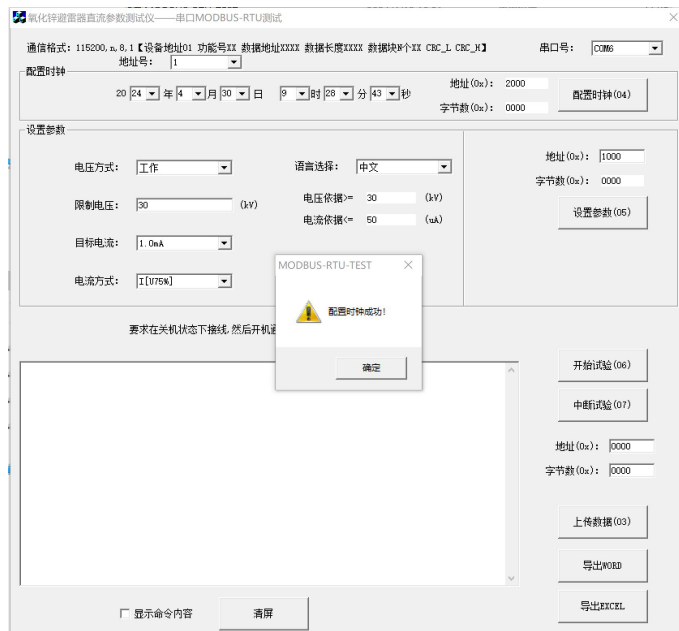 氧化锌避雷器直流参数测试仪——串口MODBUS-RTU测试
通信格式: 115200,n,8,1【设备地址01 功能号XX 数据地址XXXX 数据长度XXXX 数据块N个XX CRC_L CRC_H】
串口号: COM6
地址号: 1
配置时钟
20 24 年 4 月 30 日 9 时 28 分 43 秒
地址(0x): 2000
字节数(0x): 0000
配置时钟(04)
设置参数
电压方式: 工作
语言选择: 中文
限制电压: 30 (kV)
电压依据>= 30 (kV)
电流依据<= 50 (uA)
目标电流: 1.0mA
电流方式: I[U75%]
地址(0x): 1000
字节数(0x): 0000
设置参数(05)
MODBUS-RTU-TEST
配置时钟成功!
确定
要求在关机状态下接线,然后开机
开始试验(06)
中断试验(07)
地址(0x): 0000
字节数(0x): 0000
上传数据(03)
导出WORD
导出EXCEL
显示命令内容
清屏